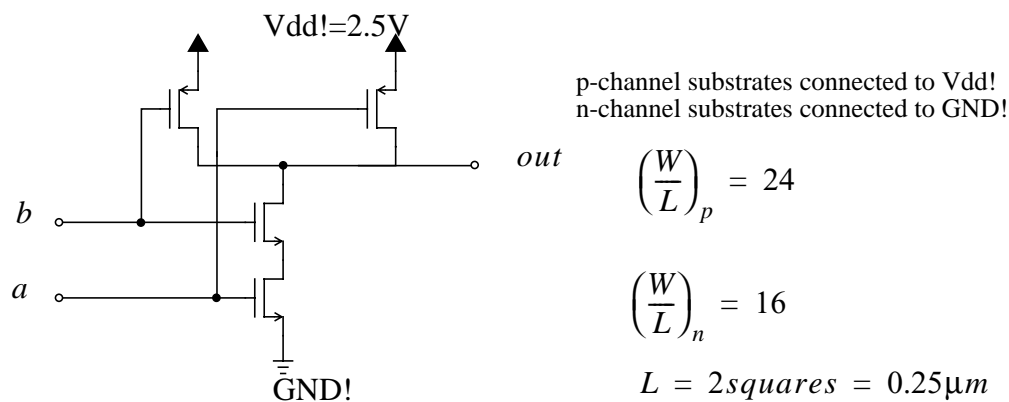 Vdd!=2.5V
p-channel substrates connected to Vdd!
n-channel substrates connected to GND!
out
(W/L)p = 24
b
a
(W/L)n = 16
GND!
L = 2squares = 0.25μm